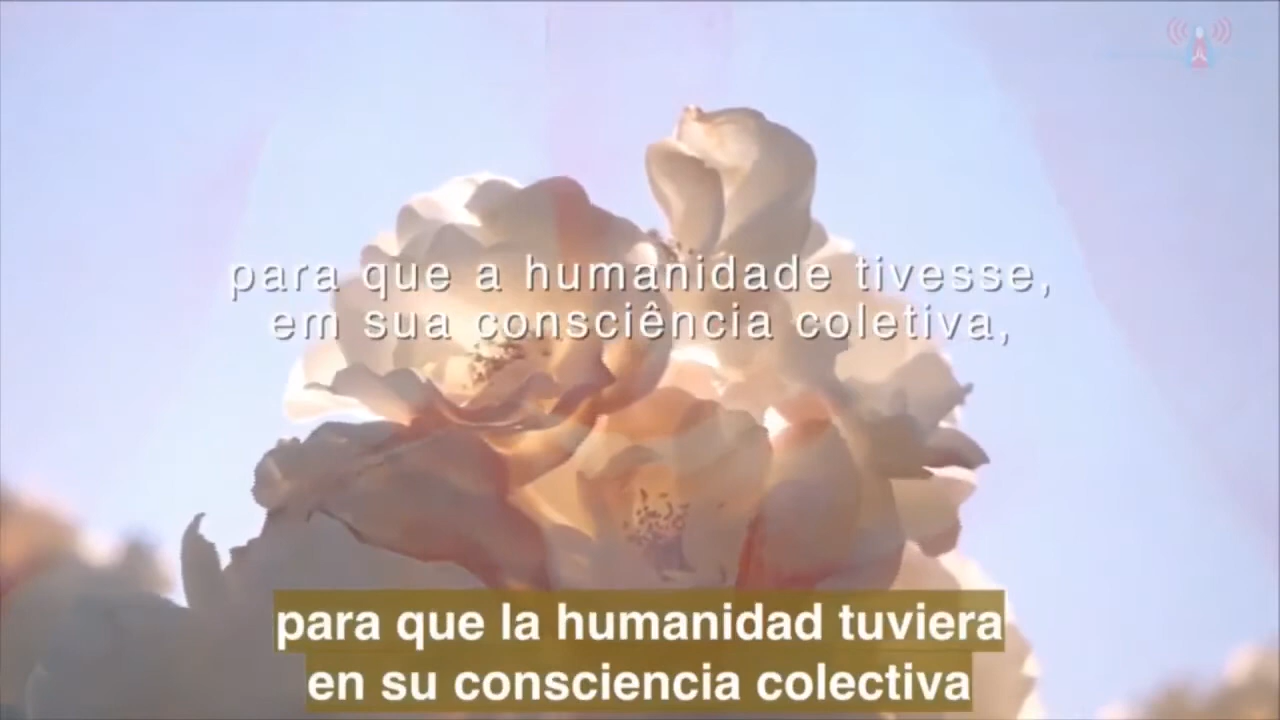 para que a humanidade tivesse,
em sua consciência coletiva,
para que la humanidad tuviera
en su consciencia colectiva